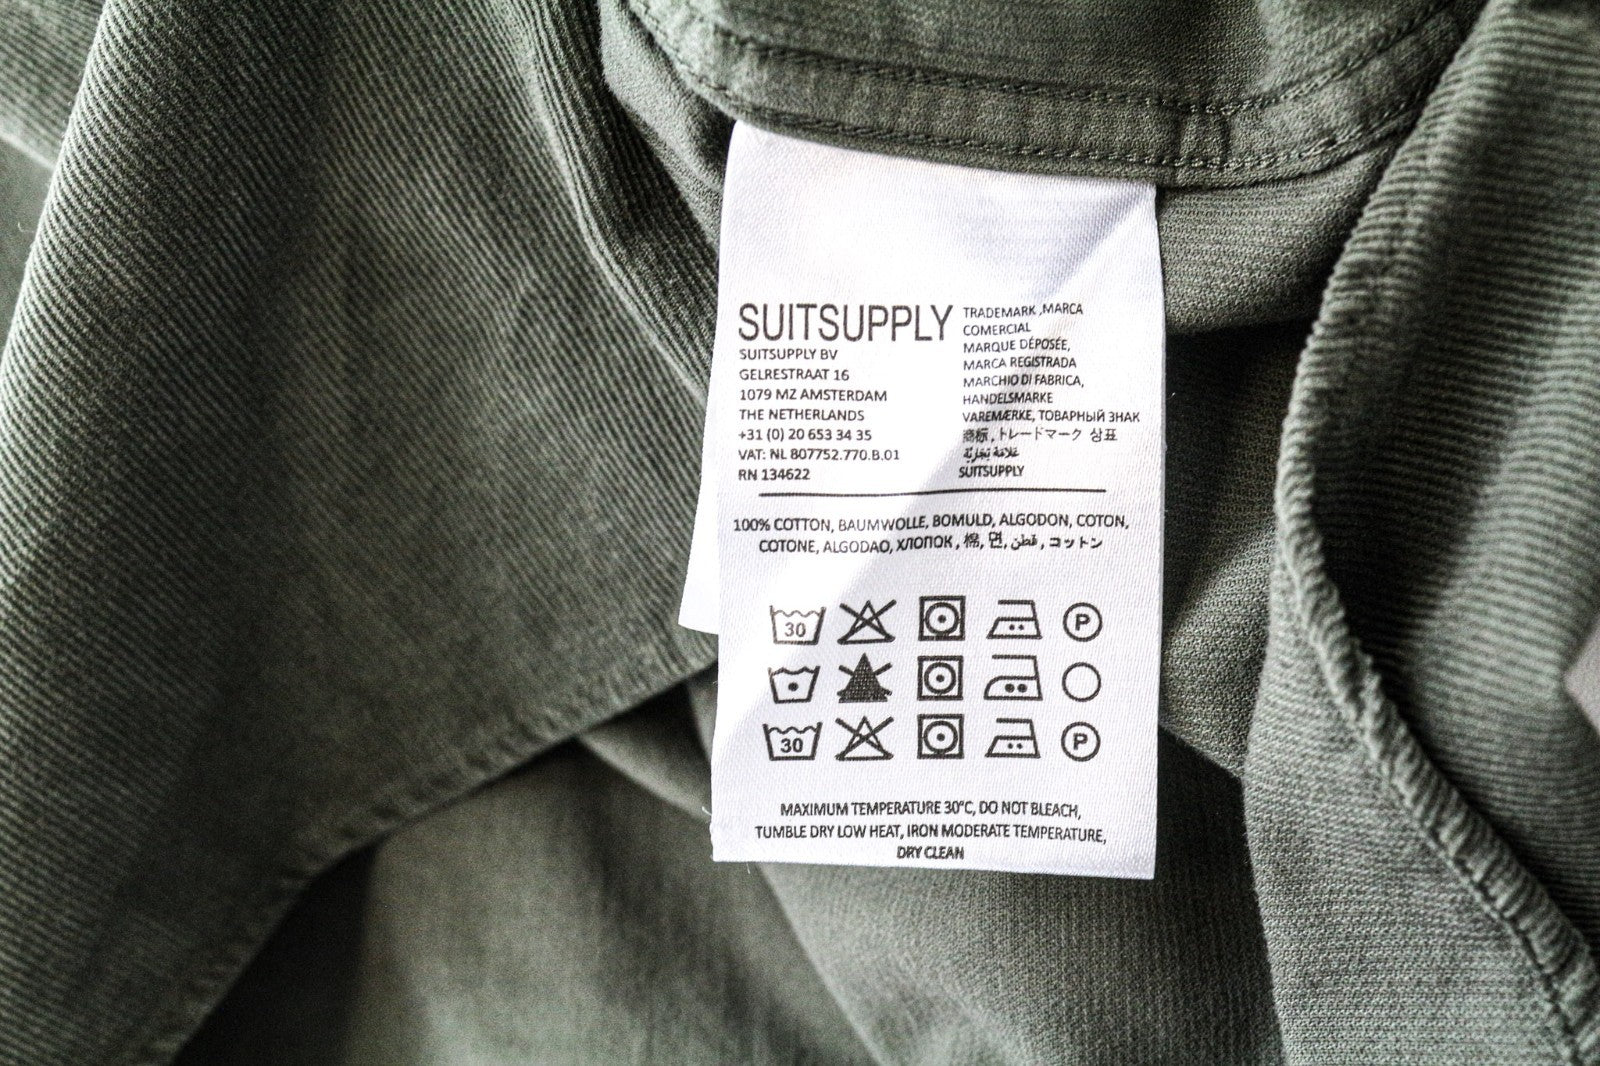 SUITSUPPLY
SUITSUPPLY BV
GELRESTRAAT 16
1079 MZ AMSTERDAM
THE NETHERLANDS
+31 (0) 20 653 34 35
VAT: NL 807752.770.B.01
RN 134622
TRADEMARK ,MARCA
COMERCIAL
MARQUE DÉPOSÉE,
MARCA REGISTRADA
MARCHIO DI FABRICA,
HANDELSMARKE
VAREMÆRKE, ТОВАРНЫЙ ЗНАК
商标 , トレードマーク 상표
علامة تجارية
SUITSUPPLY
100% COTTON, BAUMWOLLE, BOMULD, ALGODON, COTON,
COTONE, ALGODAO, ХЛОПОК , 棉, 면, قطن , コットン
30 P
30 P
MAXIMUM TEMPERATURE 30°C, DO NOT BLEACH,
TUMBLE DRY LOW HEAT, IRON MODERATE TEMPERATURE,
DRY CLEAN